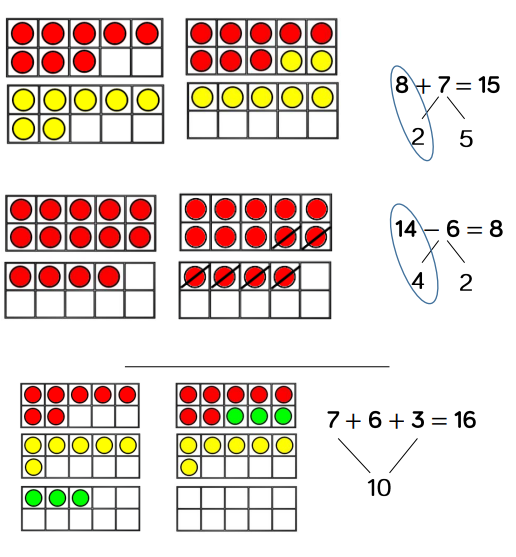 8 + 7 = 15
2 5
14 − 6 = 8
4 2
7 + 6 + 3 = 16
10